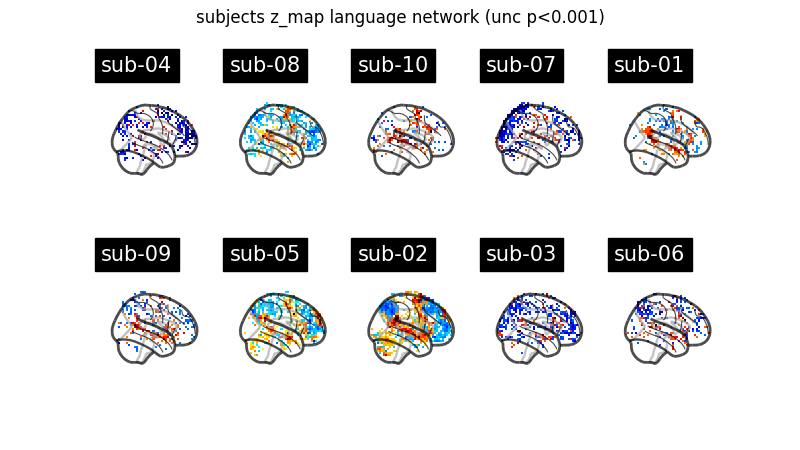 subjects z_map language network (unc p<0.001)
sub-04 sub-08 sub-10 sub-07 sub-01
sub-09 sub-05 sub-02 sub-03 sub-06